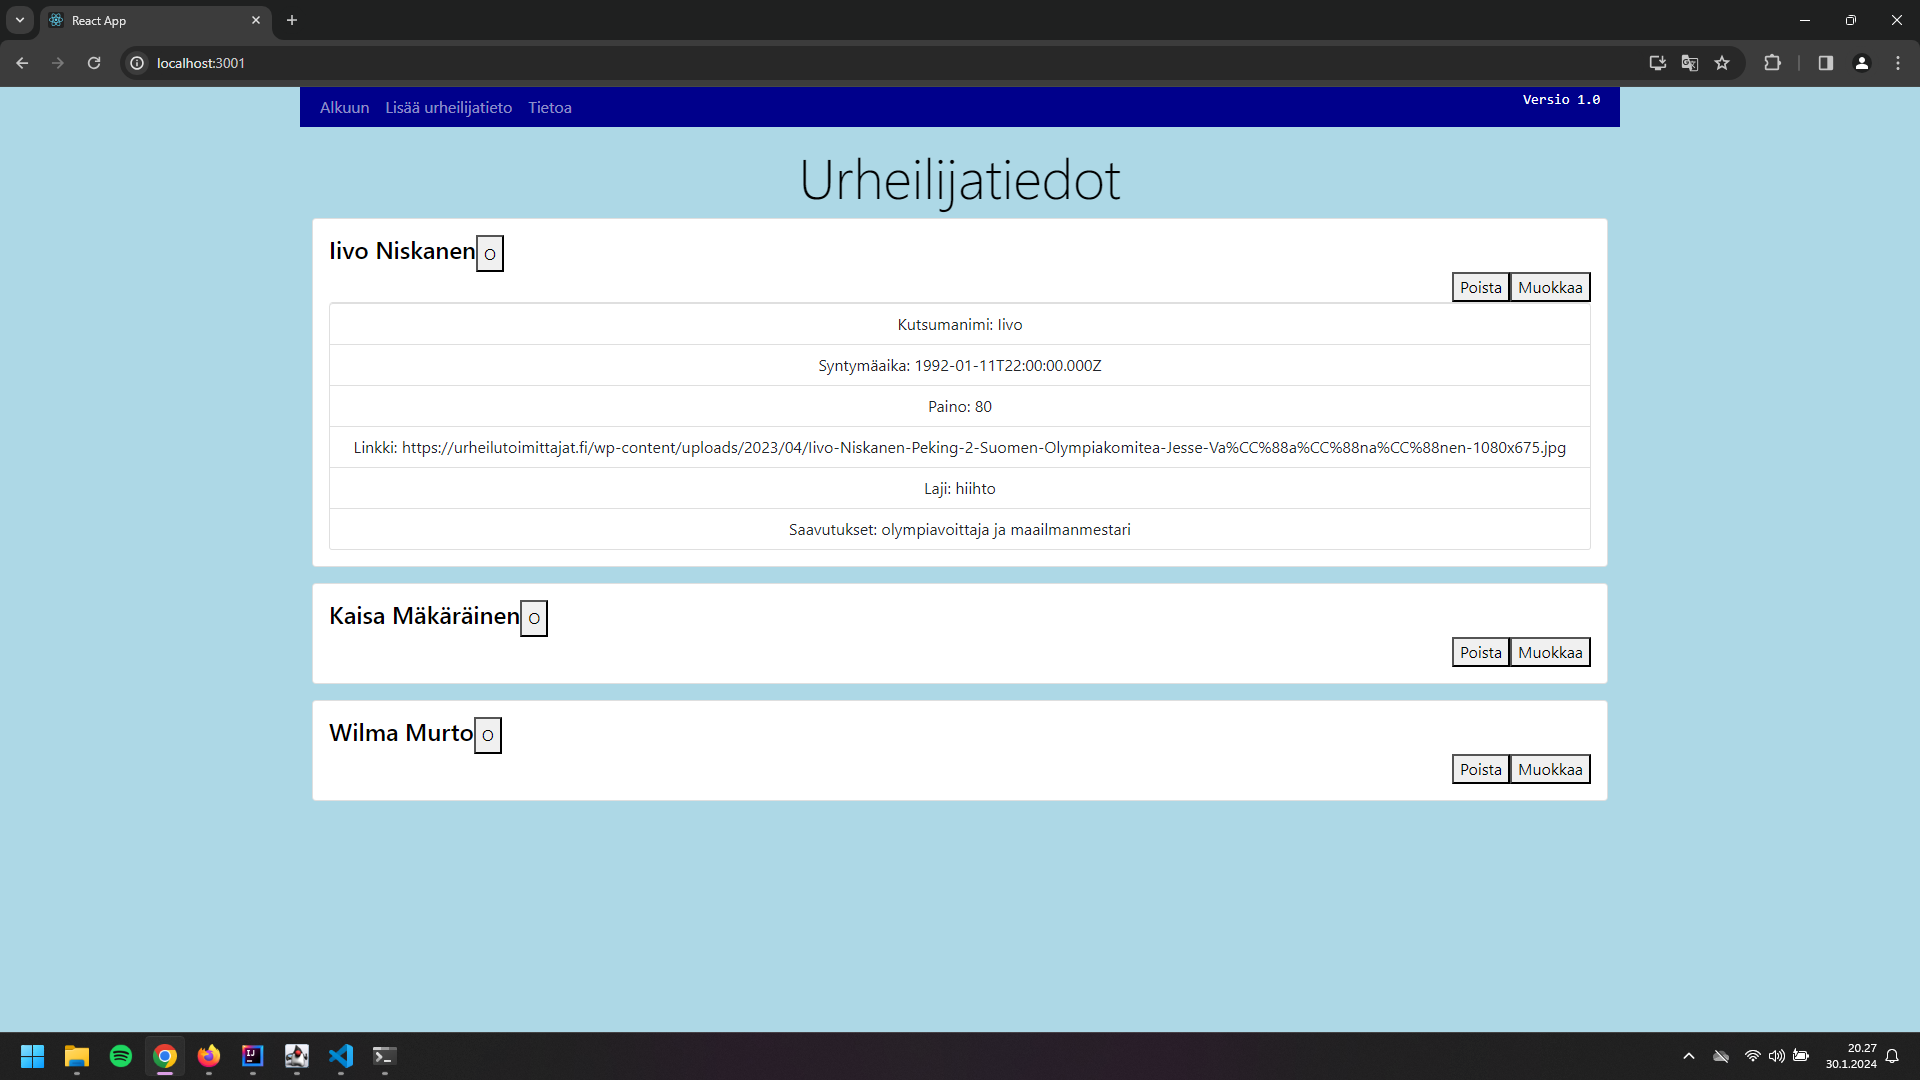 React App
localhost:3001
Alkuun Lisää urheilijatieto Tietoa Versio 1.0
Urheilijatiedot
Iivo Niskanen O
Poista Muokkaa
Kutsumanimi: Iivo
Syntymäaika: 1992-01-11T22:00:00.000Z
Paino: 80
Linkki: https://urheilutoimittajat.fi/wp-content/uploads/2023/04/Iivo-Niskanen-Peking-2-Suomen-Olympiakomitea-Jesse-Va%CC%88a%CC%88na%CC%88nen-1080x675.jpg
Laji: hiihto
Saavutukset: olympiavoittaja ja maailmanmestari
Kaisa Mäkäräinen O
Poista Muokkaa
Wilma Murto O
Poista Muokkaa
20.27
30.1.2024